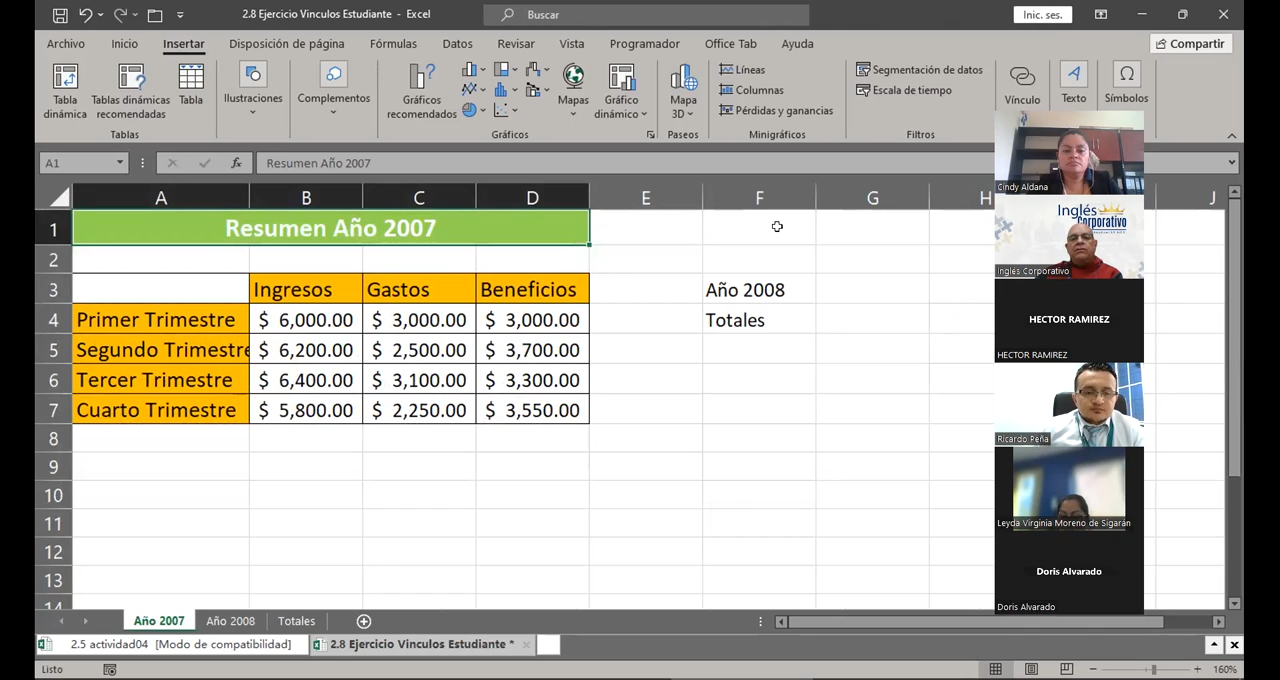 2.8 Ejercicio Vinculos Estudiante - Excel
Buscar
Inic. ses.
Archivo Inicio Insertar Disposición de página Fórmulas Datos Revisar Vista Programador Office Tab Ayuda
Compartir
Tabla dinámica
Tablas dinámicas recomendadas
Tabla
Ilustraciones
Complementos
Gráficos recomendados
Mapas
Gráfico dinámico
Mapa 3D
Líneas
Columnas
Pérdidas y ganancias
Segmentación de datos
Escala de tiempo
Vínculo
Texto
Símbolos
Tablas
Gráficos
Paseos
Minigráficos
Filtros
A1
fx
Resumen Año 2007
A B C D E F G H J
1 Resumen Año 2007
2
3 Ingresos Gastos Beneficios Año 2008
4 Primer Trimestre $ 6,000.00 $ 3,000.00 $ 3,000.00 Totales
5 Segundo Trimestre $ 6,200.00 $ 2,500.00 $ 3,700.00
6 Tercer Trimestre $ 6,400.00 $ 3,100.00 $ 3,300.00
7 Cuarto Trimestre $ 5,800.00 $ 2,250.00 $ 3,550.00
8
9
10
11
12
13
14
Cindy Aldana
Inglés
Corporativo
Inglés Corporativo
HECTOR RAMIREZ
HECTOR RAMIREZ
Ricardo Peña
Leyda Virginia Moreno de Sigarán
Doris Alvarado
Doris Alvarado
Año 2007 Año 2008 Totales
2.5 actividad04 [Modo de compatibilidad] 2.8 Ejercicio Vinculos Estudiante *
Listo
160%